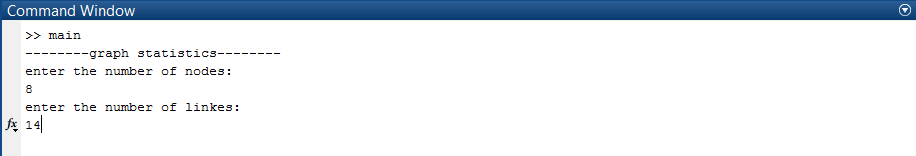 Command Window
>> main
--------graph statistics--------
enter the number of nodes:
8
enter the number of linkes:
fx 14